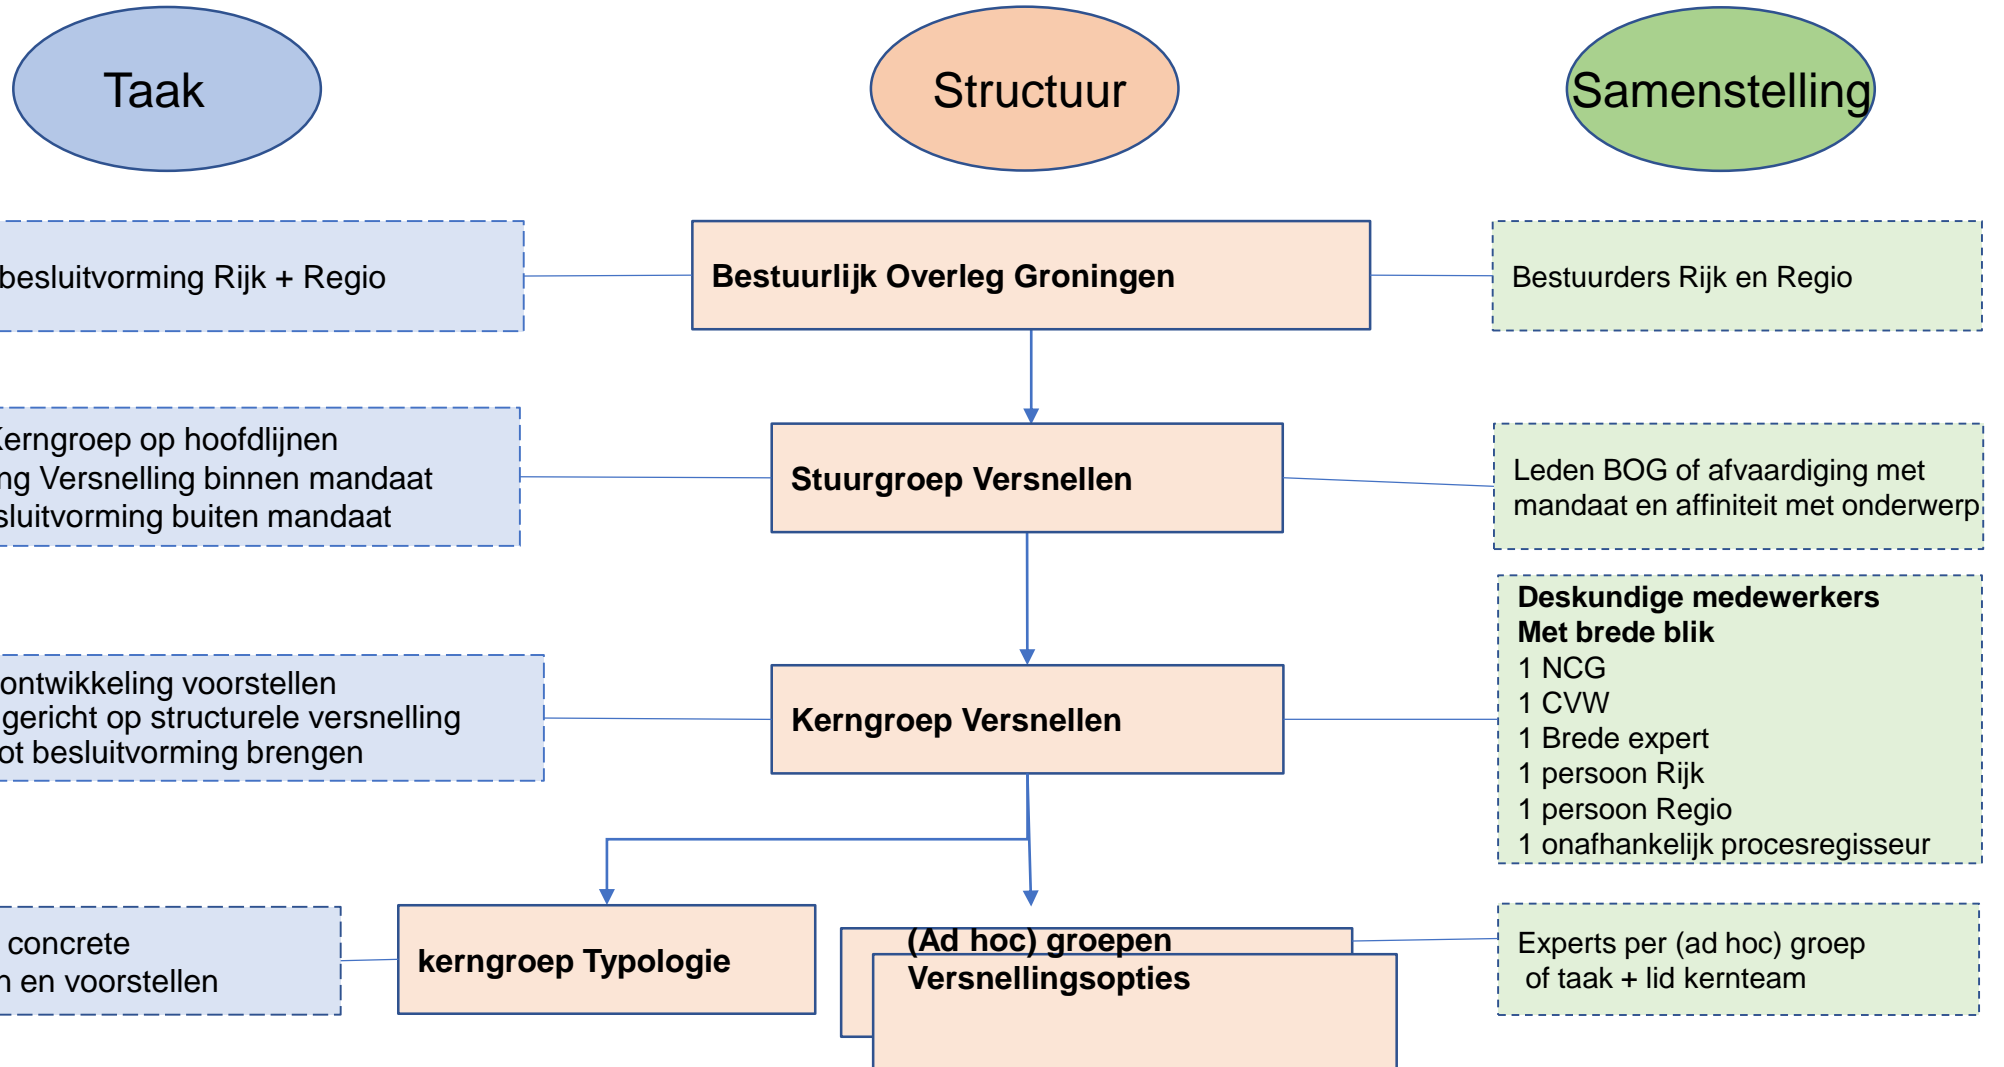 Taak
Structuur
Samenstelling
besluitvorming Rijk + Regio
Bestuurlijk Overleg Groningen
Bestuurders Rijk en Regio
Kerngroep op hoofdlijnen
Versnelling binnen mandaat
buiten mandaat
Stuurgroep Versnellen
Leden BOG of afvaardiging met
mandaat en affiniteit met onderwerp
ontwikkeling voorstellen
gericht op structurele versnelling
besluitvorming brengen
Kerngroep Versnellen
Deskundige medewerkers
Met brede blik
1 NCG
1 CVW
1 Brede expert
1 persoon Rijk
1 persoon Regio
1 onafhankelijk procesregisseur
concrete
en voorstellen
kerngroep Typologie
(Ad hoc) groepen
Versnellingsopties
Experts per (ad hoc) groep
of taak + lid kernteam